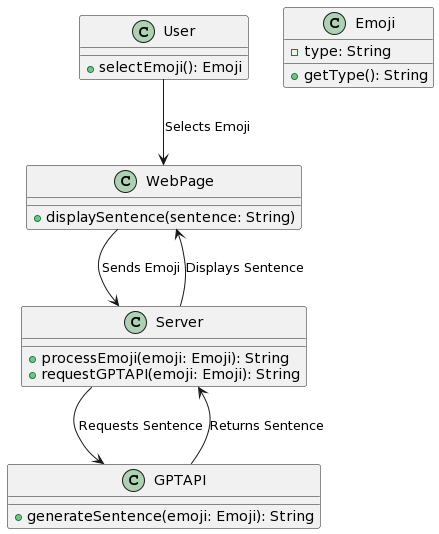 C User
selectEmoji(): Emoji
C Emoji
type: String
getType(): String
Selects Emoji
C WebPage
displaySentence(sentence: String)
Sends Emoji
Displays Sentence
C Server
processEmoji(emoji: Emoji): String
requestGPTAPI(emoji: Emoji): String
Requests Sentence
Returns Sentence
C GPTAPI
generateSentence(emoji: Emoji): String